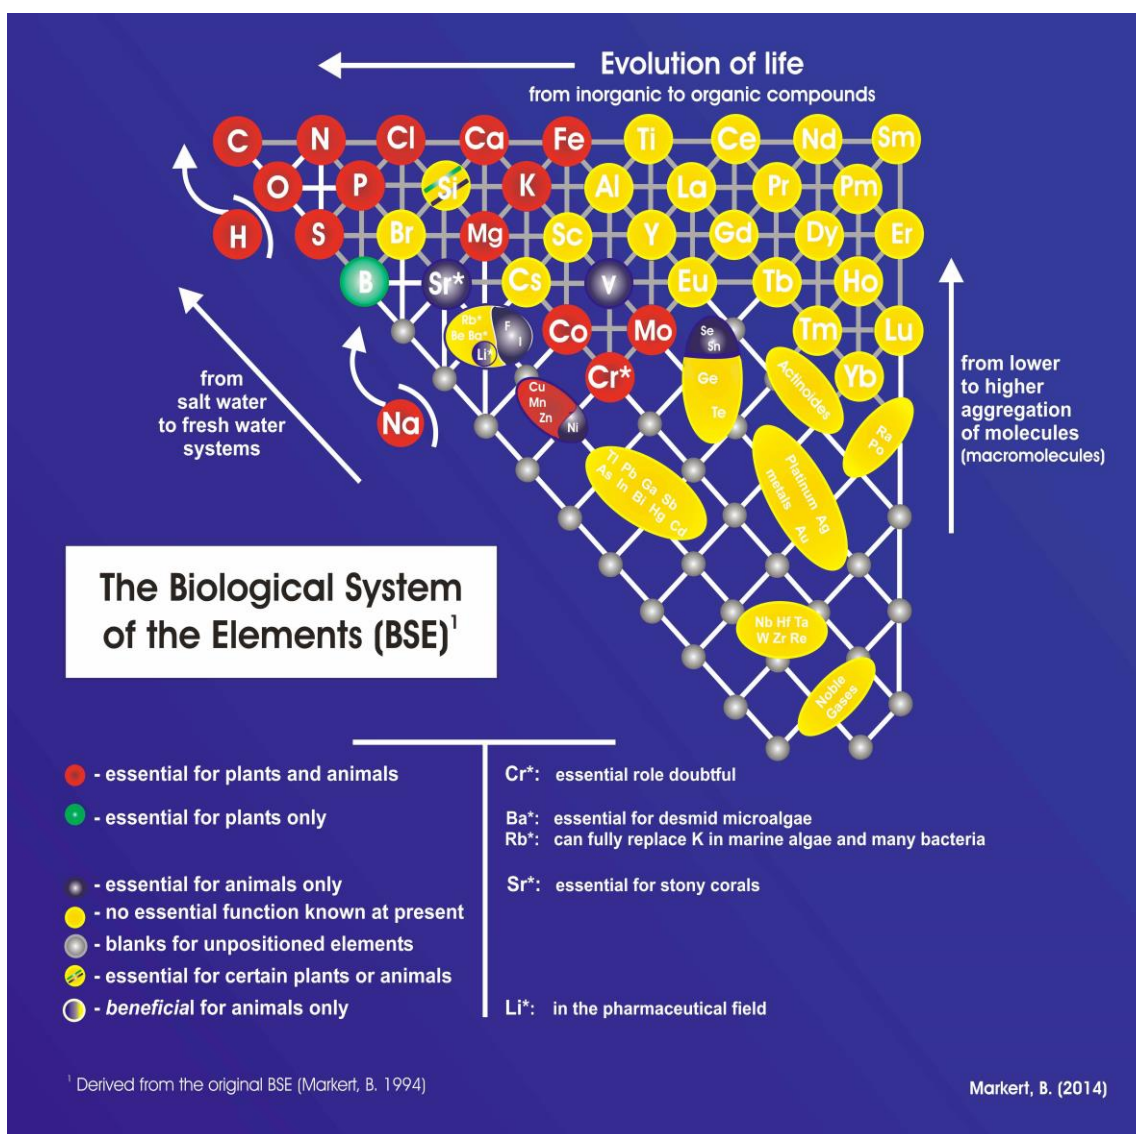 Evolution of life
from inorganic to organic compounds
C N Cl Ca Fe Ti Ce Nd Sm
O P Si K Al La Pr Pm
H S Br Mg Sc Y Gd Dy Er
B Sr* Cs V Eu Tb Ho
Rb* F
Be Ba* I
Li*
Co Mo Se
Sn
Tm Lu
Cr* Ge
Te
Actinoides
Yb
Cu
Mn
Zn Ni
Na
Ra
Po
from
salt water
to fresh water
systems
from lower
to higher
aggregation
of molecules
(macromolecules)
Tl Pb Ga Sb
As In Bi Hg Cd
Platinum Ag
metals Au
The Biological System
of the Elements (BSE)¹
Nb Hf Ta
W Zr Re
Noble
Gases
- essential for plants and animals
- essential for plants only
- essential for animals only
- no essential function known at present
- blanks for unpositioned elements
- essential for certain plants or animals
- beneficial for animals only
Cr*: essential role doubtful
Ba*: essential for desmid microalgae
Rb*: can fully replace K in marine algae and many bacteria
Sr*: essential for stony corals
Li*: in the pharmaceutical field
¹ Derived from the original BSE (Markert, B. 1994)
Markert, B. (2014)